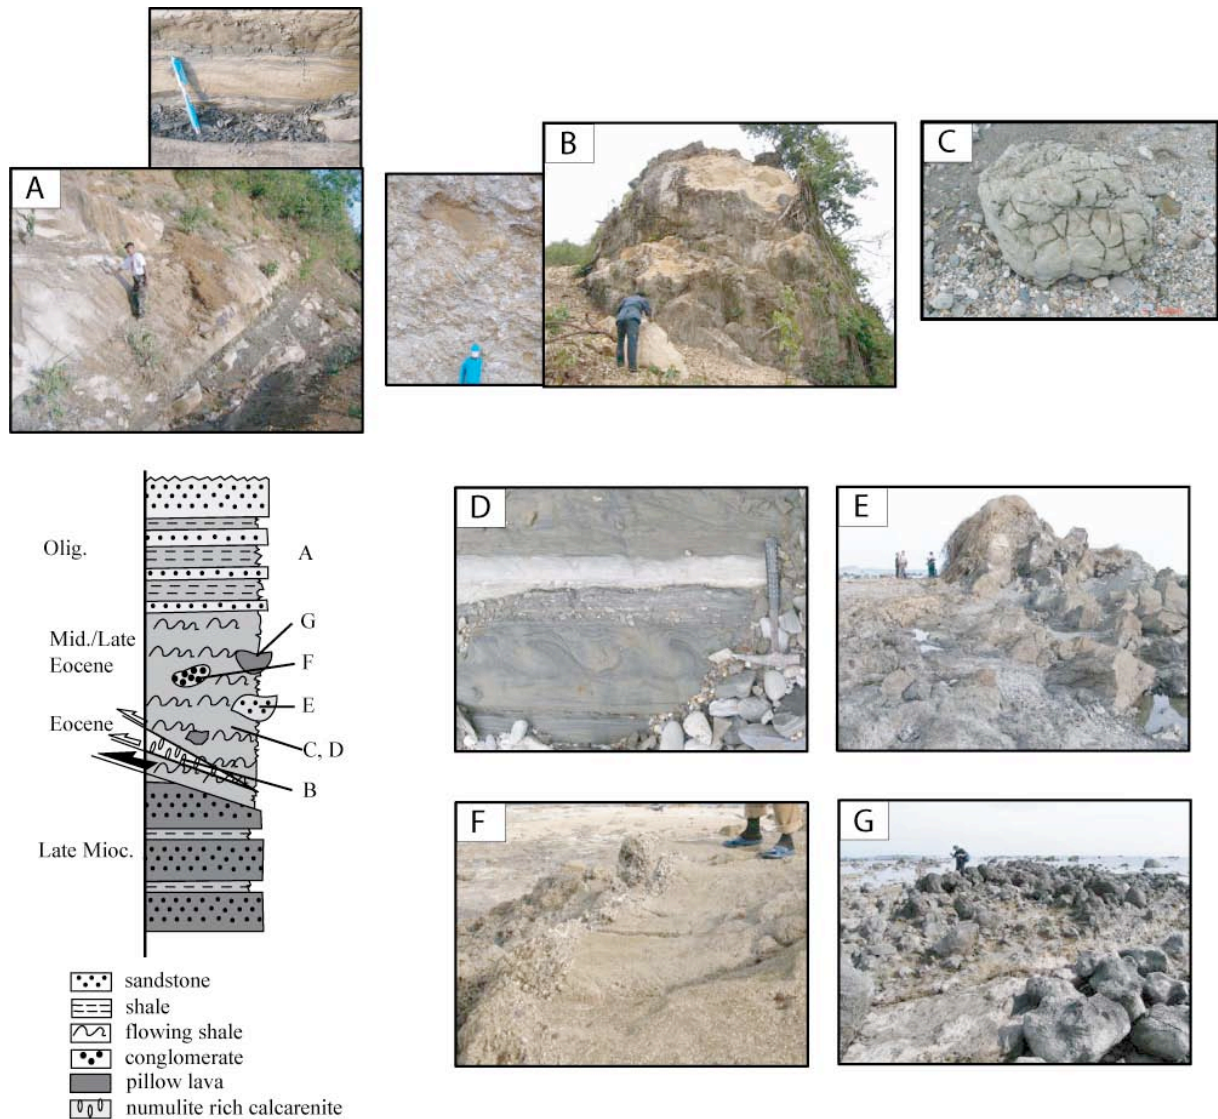 A
B
C
D
E
F
G
Olig.
A
Mid./Late
Eocene
G
F
E
Eocene
C, D
B
Late Mioc.
sandstone
shale
flowing shale
conglomerate
pillow lava
numulite rich calcarenite